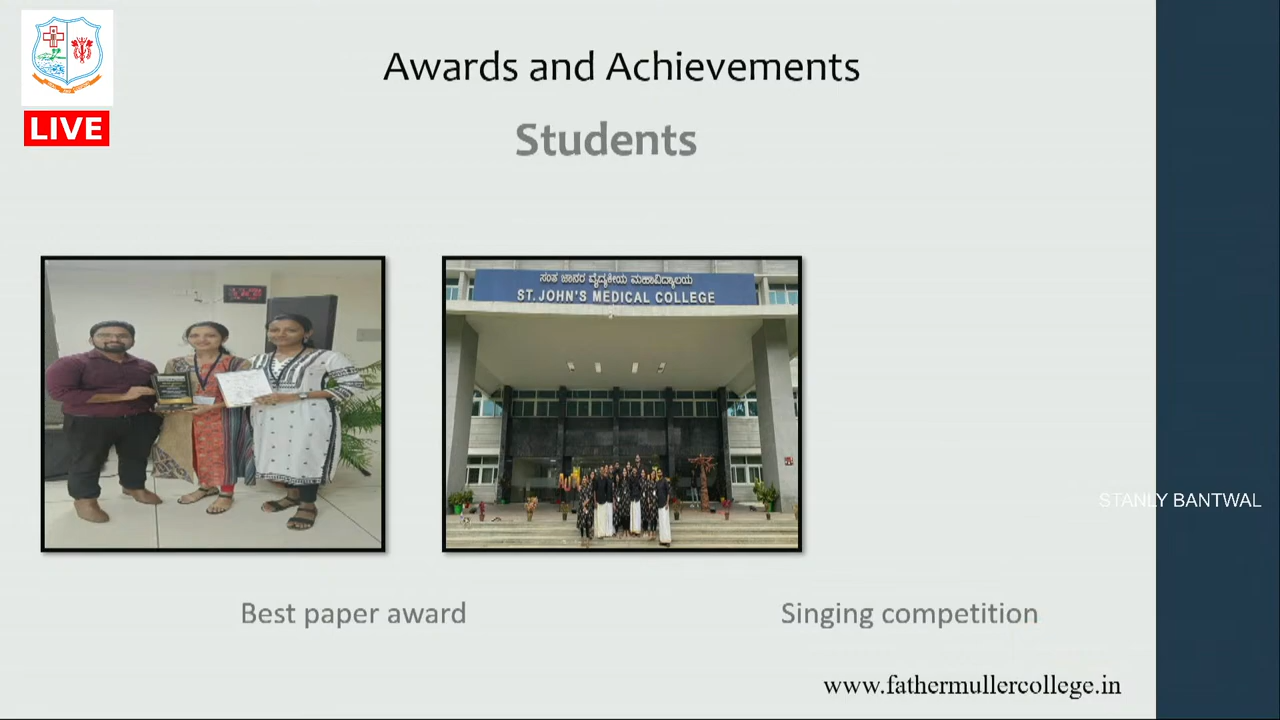 LIVE
Awards and Achievements
Students
ಸಂತ ಜಾನರ ವೈದ್ಯಕೀಯ ಮಹಾವಿದ್ಯಾಲಯ
ST. JOHN'S MEDICAL COLLEGE
STANLY BANTWAL
Best paper award
Singing competition
www.fathermullercollege.in